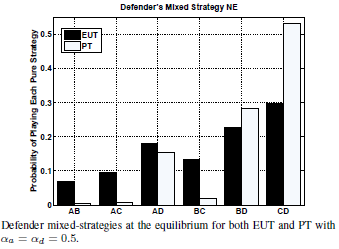 Defender's Mixed Strategy NE
Probability of Playing Each Pure Strategy
0.5
0.4
0.3
0.2
0.1
0
EUT
PT
AB AC AD BC BD CD
Defender mixed-strategies at the equilibrium for both EUT and PT with
αa = αd = 0.5.